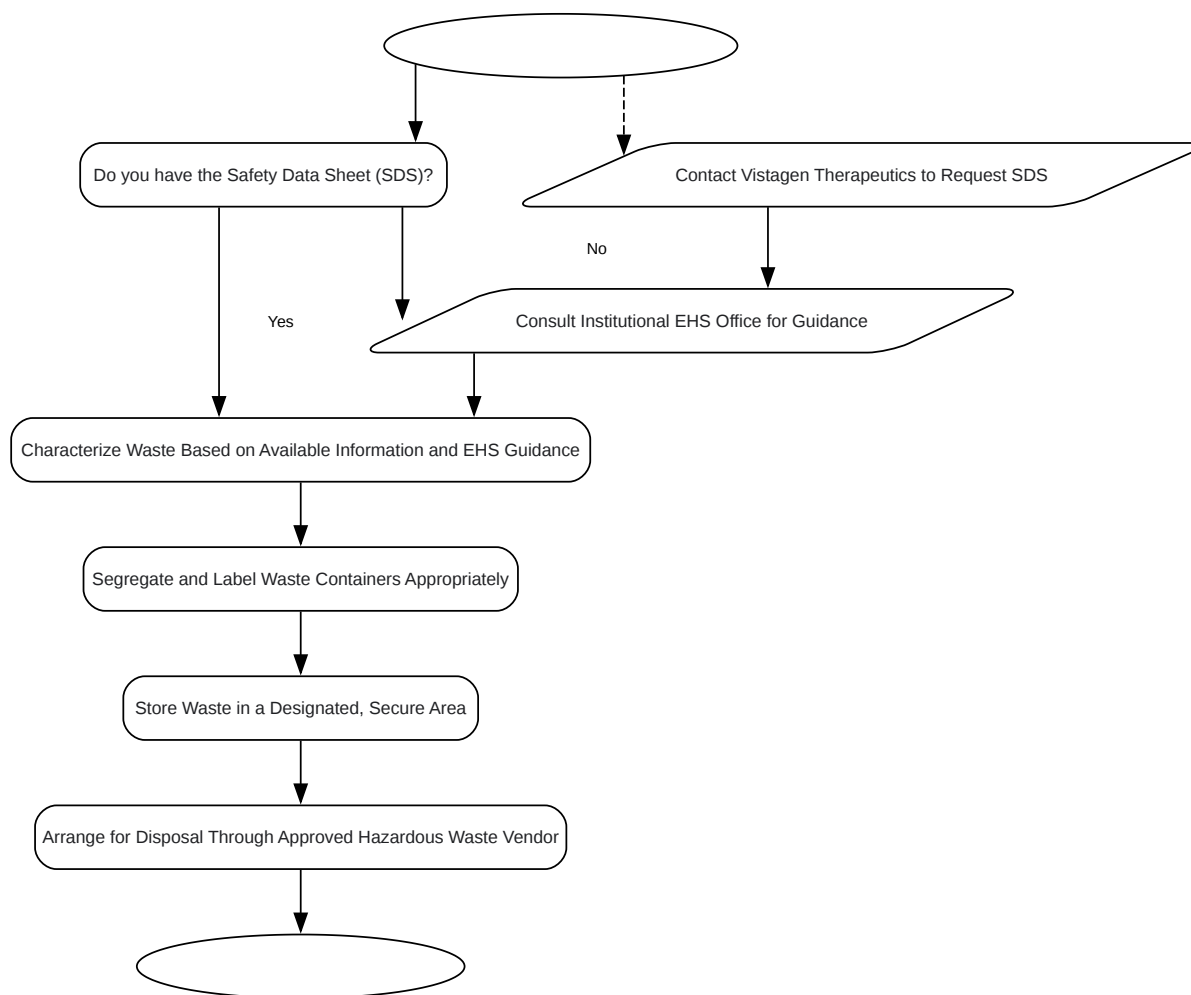 Do you have the Safety Data Sheet (SDS)?
Contact Vistagen Therapeutics to Request SDS
No
Yes
Consult Institutional EHS Office for Guidance
Characterize Waste Based on Available Information and EHS Guidance
Segregate and Label Waste Containers Appropriately
Store Waste in a Designated, Secure Area
Arrange for Disposal Through Approved Hazardous Waste Vendor